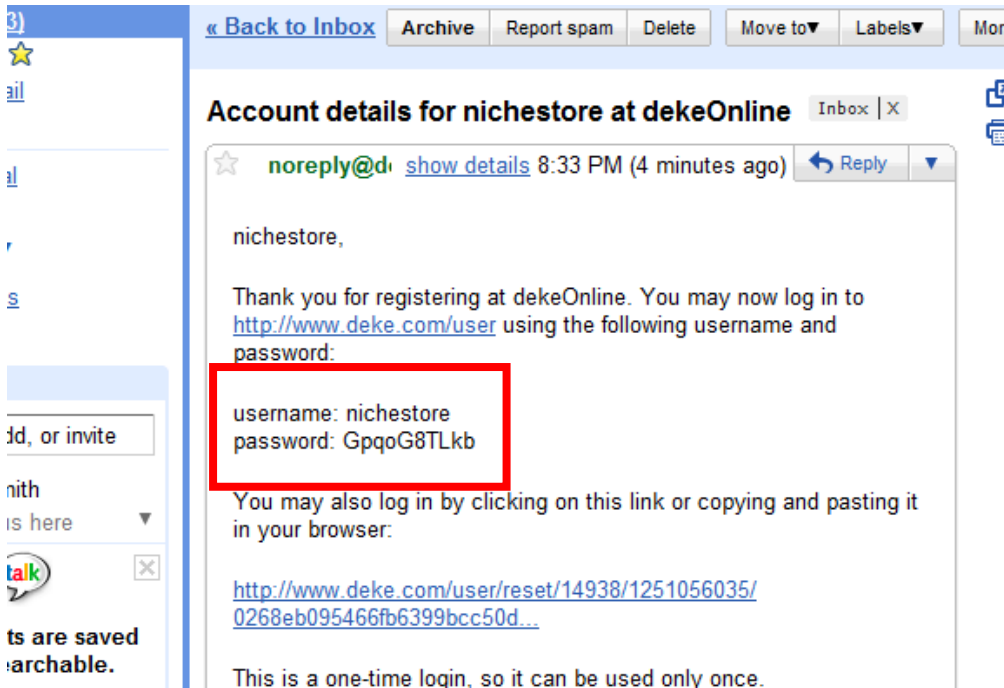 3)
« Back to Inbox Archive Report spam Delete Move to▼ Labels▼
ail
Account details for nichestore at dekeOnline Inbox | X
al
noreply@d show details 8:33 PM (4 minutes ago) Reply
nichestore,
s
Thank you for registering at dekeOnline. You may now log in to
http://www.deke.com/user using the following username and
password:
username: nichestore
dd, or invite
password: GpqoG8TLkb
nith
You may also log in by clicking on this link or copying and pasting it
us here ▼
in your browser:
talk
http://www.deke.com/user/reset/14938/1251056035/
0268eb095466fb6399bcc50d...
ts are saved
earchable.
This is a one-time login, so it can be used only once.